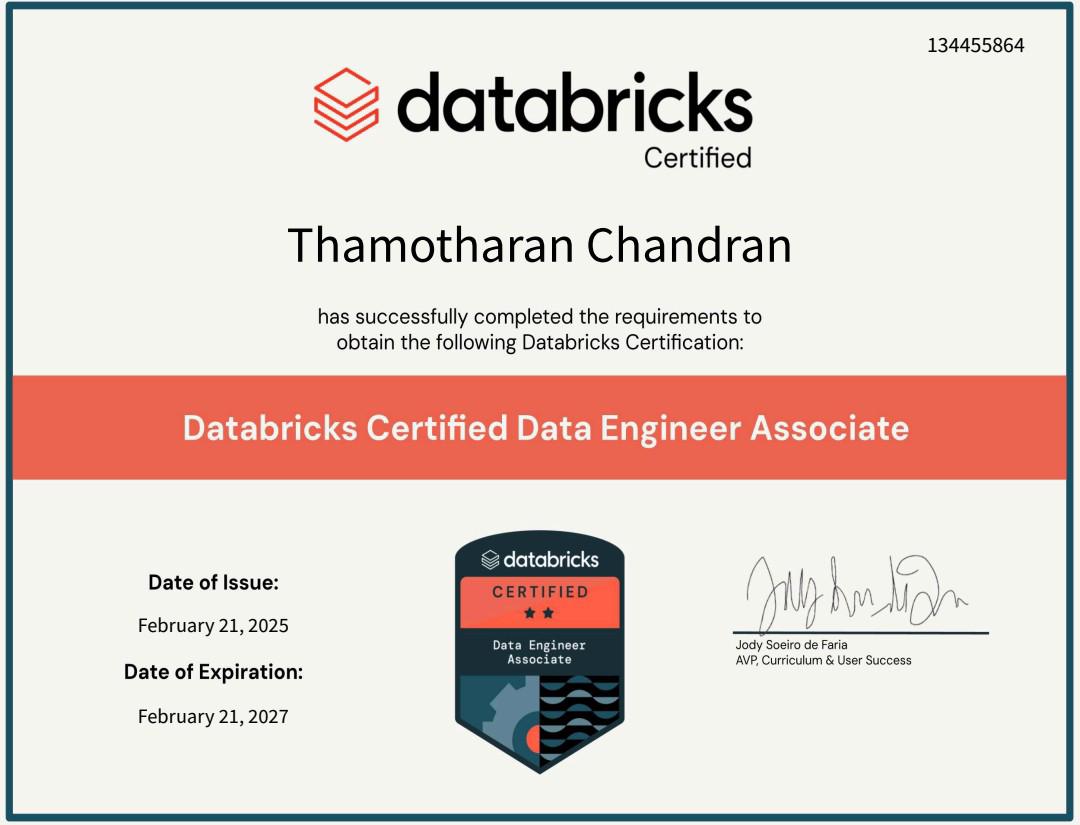 134455864
databricks
Certified
Thamotharan Chandran
has successfully completed the requirements to
obtain the following Databricks Certification:
Databricks Certified Data Engineer Associate
Date of Issue:
February 21, 2025
Date of Expiration:
February 21, 2027
databricks
CERTIFIED
Data Engineer
Associate
Jody Soeiro de Faria
AVP, Curriculum & User Success